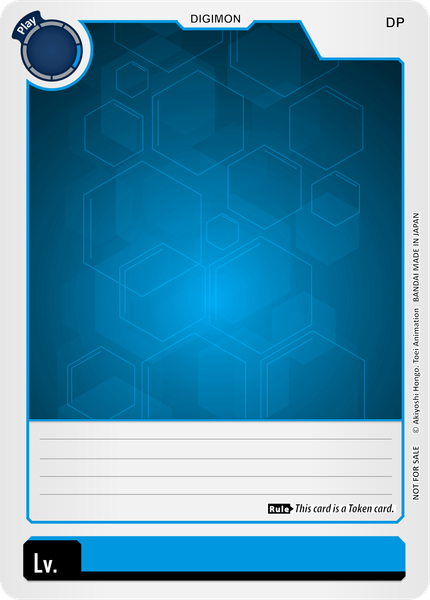 Play
DIGIMON
DP
Rule This card is a Token card.
Lv.
NOT FOR SALE © Akiyoshi Hongo, Toei Animation BANDAI MADE IN JAPAN